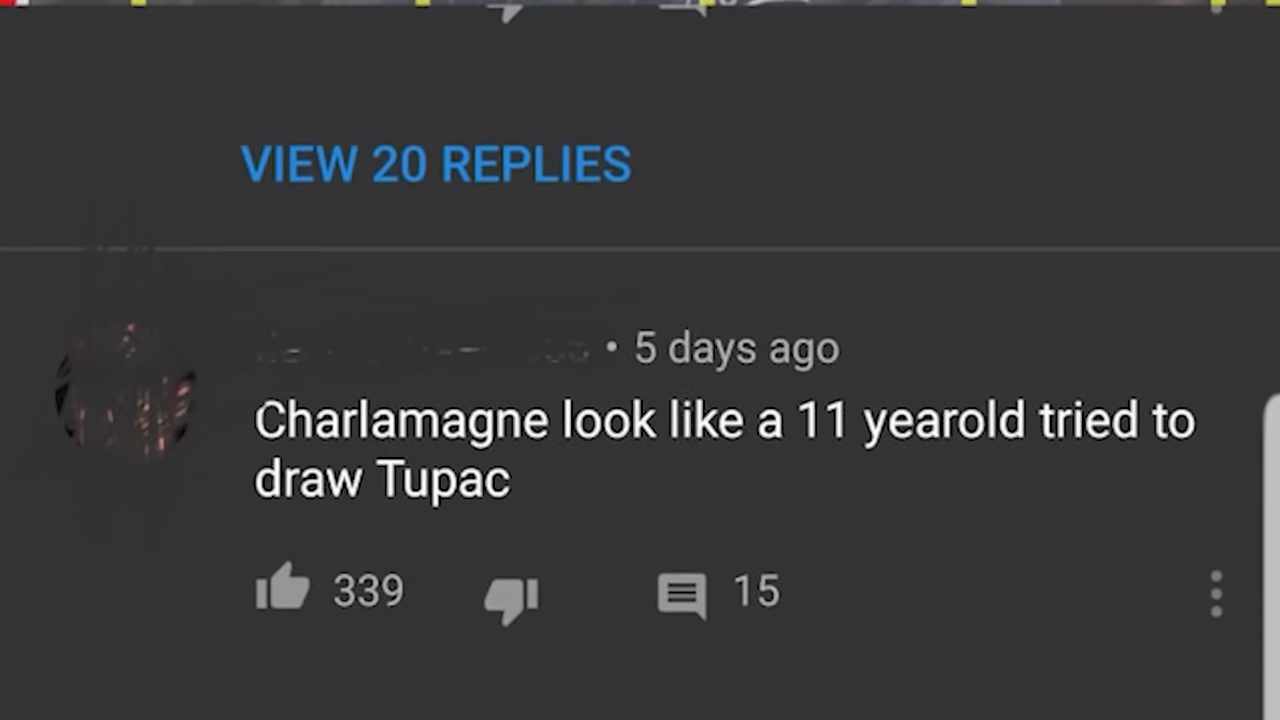 VIEW 20 REPLIES
• 5 days ago
Charlamagne look like a 11 yearold tried to
draw Tupac
339 15